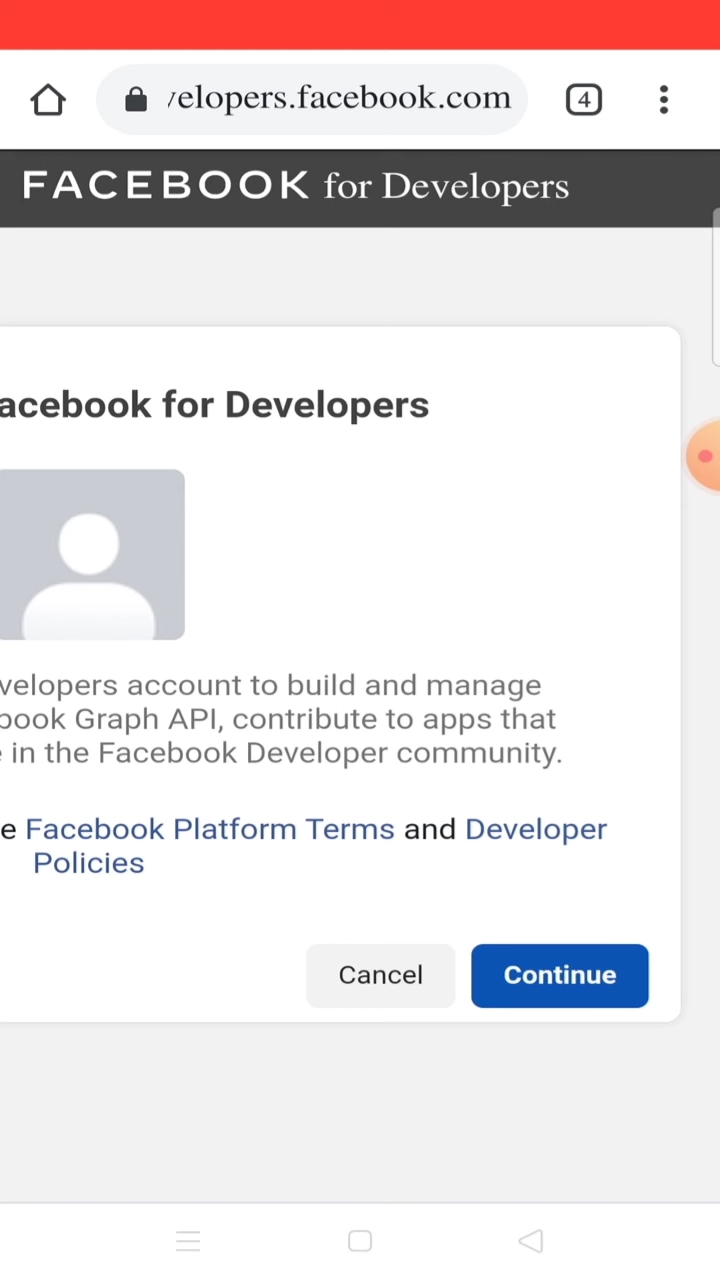 velopers.facebook.com
4
FACEBOOK for Developers
acebook for Developers
velopers account to build and manage
book Graph API, contribute to apps that
in the Facebook Developer community.
e Facebook Platform Terms and Developer
Policies
Cancel Continue